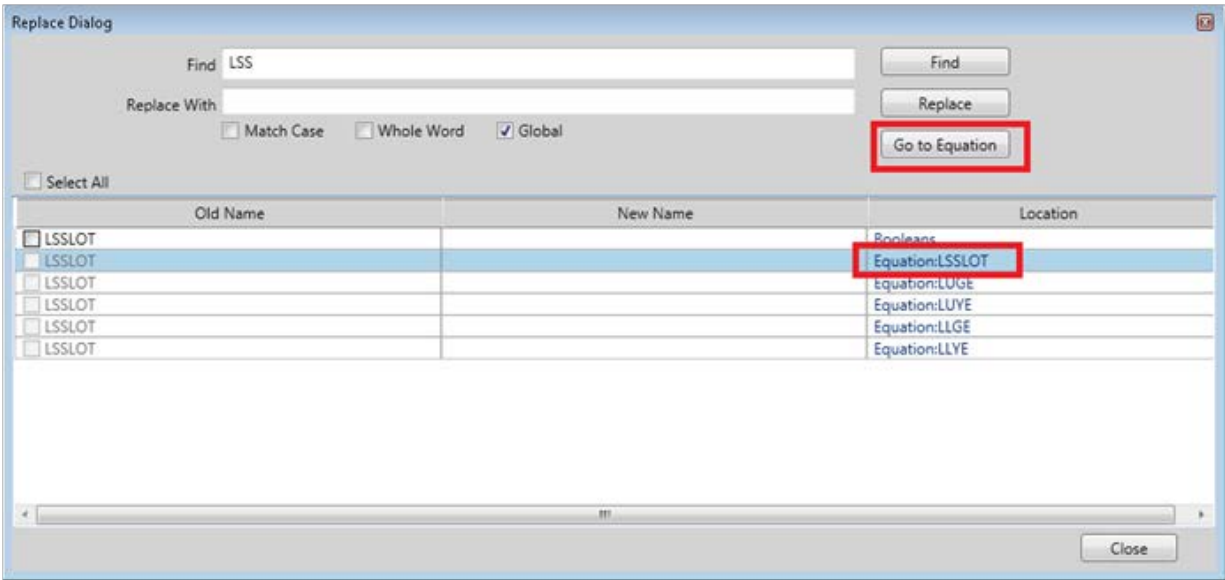 Replace Dialog
Find LSS Find
Replace With Replace
Match Case Whole Word Global
Go to Equation
Select All
Old Name New Name Location
LSSLOT Booleans
LSSLOT Equation:LSSLOT
LSSLOT Equation:LUGE
LSSLOT Equation:LUYE
LSSLOT Equation:LLGE
LSSLOT Equation:LLYE
Close